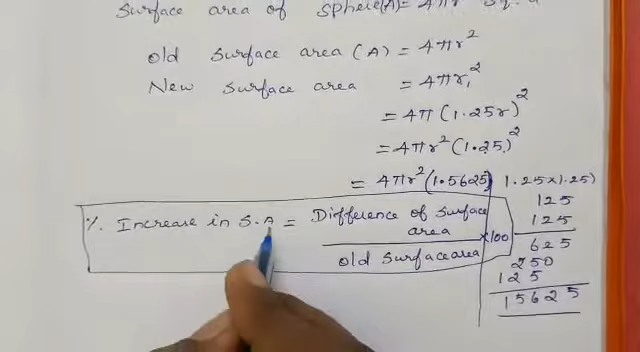 Surface area of Sphere(A) = 4πr² Sq.
Old Surface area (A) = 4πr²
New Surface area = 4πr₁²
= 4π(1.25r)²
= 4πr²(1.25)²
= 4πr²(1.5625)
% Increase in S.A = Difference of Surface area / Old Surface area × 100
1.25×1.25)
125
125
625
250
125
15625